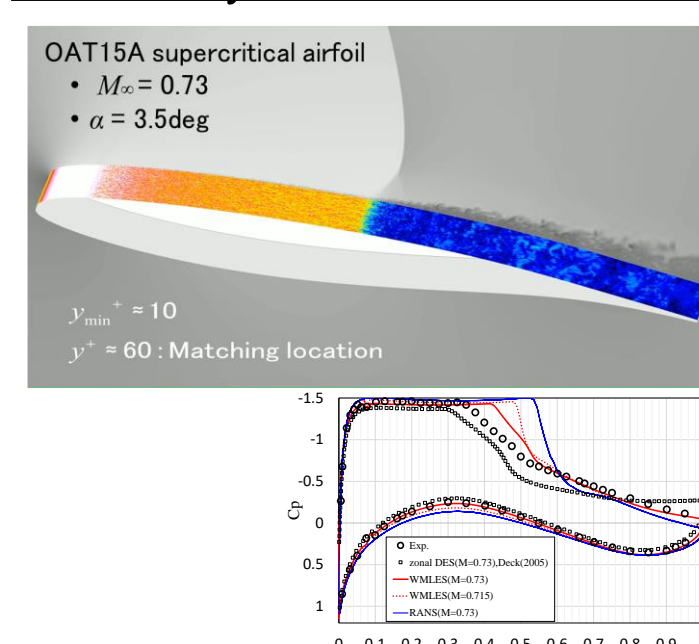 OAT15A supercritical airfoil
• M∞ = 0.73
• α = 3.5deg
ymin+ ≈ 10
y+ ≈ 60 : Matching location
-1.5
-1
-0.5
0
0.5
1
Cp
Exp.
zonal DES(M=0.73),Deck(2005)
WMLES(M=0.73)
WMLES(M=0.715)
RANS(M=0.73)
0 0.1 0.2 0.3 0.4 0.5 0.6 0.7 0.8 0.9